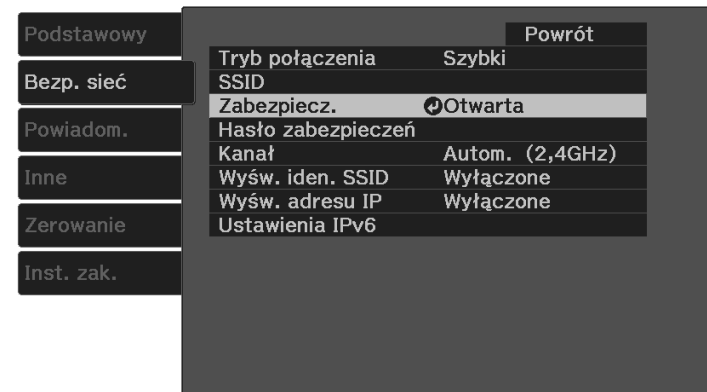 Podstawowy
Bezp. sieć
Powiadom.
Inne
Zerowanie
Inst. zak.
Powrót
Tryb połączenia Szybki
SSID
Zabezpiecz. Otwarta
Hasło zabezpieczeń
Kanał Autom. (2,4GHz)
Wyśw. iden. SSID Wyłączone
Wyśw. adresu IP Wyłączone
Ustawienia IPv6